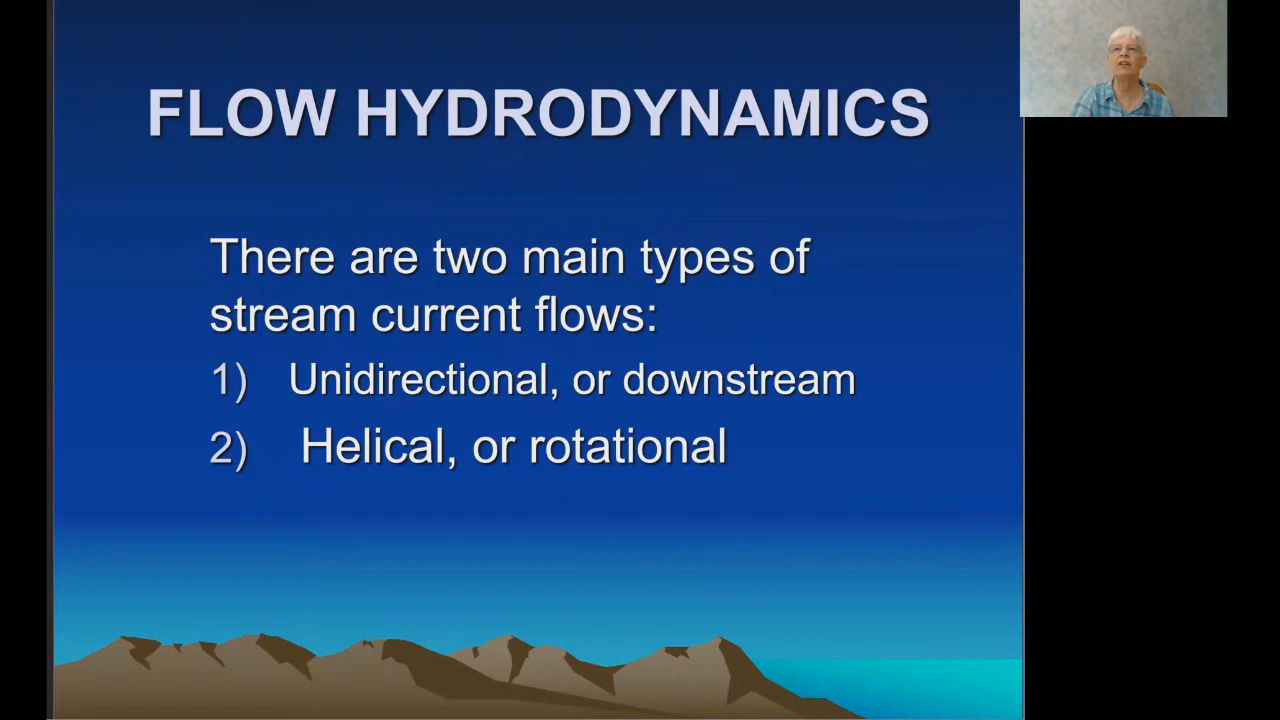 FLOW HYDRODYNAMICS
There are two main types of
stream current flows:
1) Unidirectional, or downstream
2) Helical, or rotational